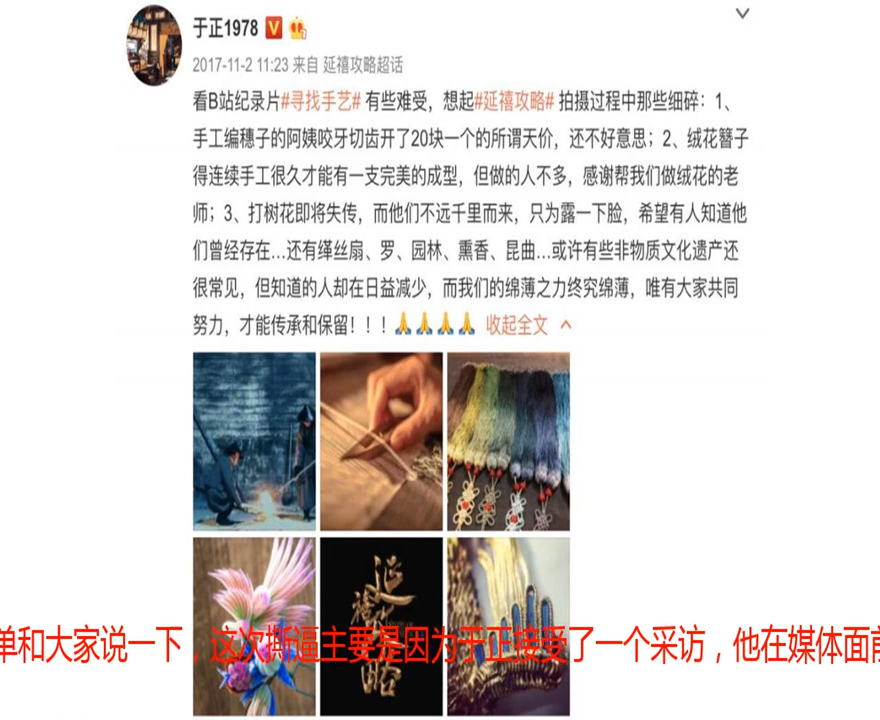 于正1978
2017-11-2 11:23 来自 延禧攻略超话
看B站纪录片#寻找手艺# 有些难受，想起#延禧攻略# 拍摄过程中那些细碎：1、
手工编穗子的阿姨咬牙切齿开了20块一个的所谓天价，还不好意思；2、绒花簪子
得连续手工很久才能有一支完美的成型，但做的人不多，感谢帮我们做绒花的老
师；3、打树花即将失传，而他们不远千里而来，只为露一下脸，希望有人知道他
们曾经存在...还有缂丝扇、罗、园林、熏香、昆曲...或许有些非物质文化遗产还
很常见，但知道的人却在日益减少，而我们的绵薄之力终究绵薄，唯有大家共同
努力，才能传承和保留！！！🙏🙏🙏🙏 收起全文
延禧攻略
单和大家说一下，这次撕逼主要是因为于正接受了一个采访，他在媒体面前